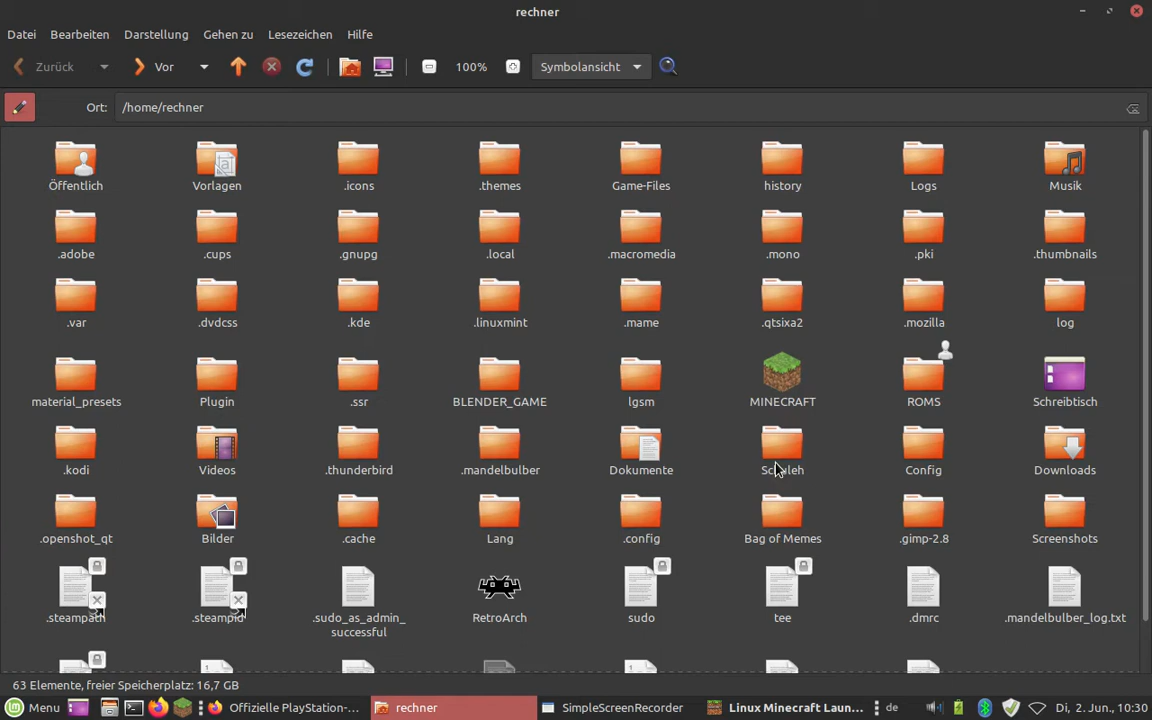 rechner
Datei Bearbeiten Darstellung Gehen zu Lesezeichen Hilfe
Zurück Vor 100% Symbolansicht
Ort: /home/rechner
Öffentlich Vorlagen .icons .themes Game-Files history Logs Musik
.adobe .cups .gnupg .local .macromedia .mono .pki .thumbnails
.var .dvdcss .kde .linuxmint .mame .qtsixa2 .mozilla log
material_presets Plugin .ssr BLENDER_GAME lgsm MINECRAFT ROMS Schreibtisch
.kodi Videos .thunderbird .mandelbulber Dokumente Config Downloads
.openshot_qt Bilder .cache Lang .config Bag of Memes .gimp-2.8 Screenshots
.steampath .steampid .sudo_as_admin_ RetroArch sudo tee .dmrc .mandelbulber_log.txt
successful
63 Elemente, freier Speicherplatz: 16,7 GB
Menu Offizielle PlayStation-... rechner SimpleScreenRecorder Linux Minecraft Laun... de Di, 2. Jun., 10:30